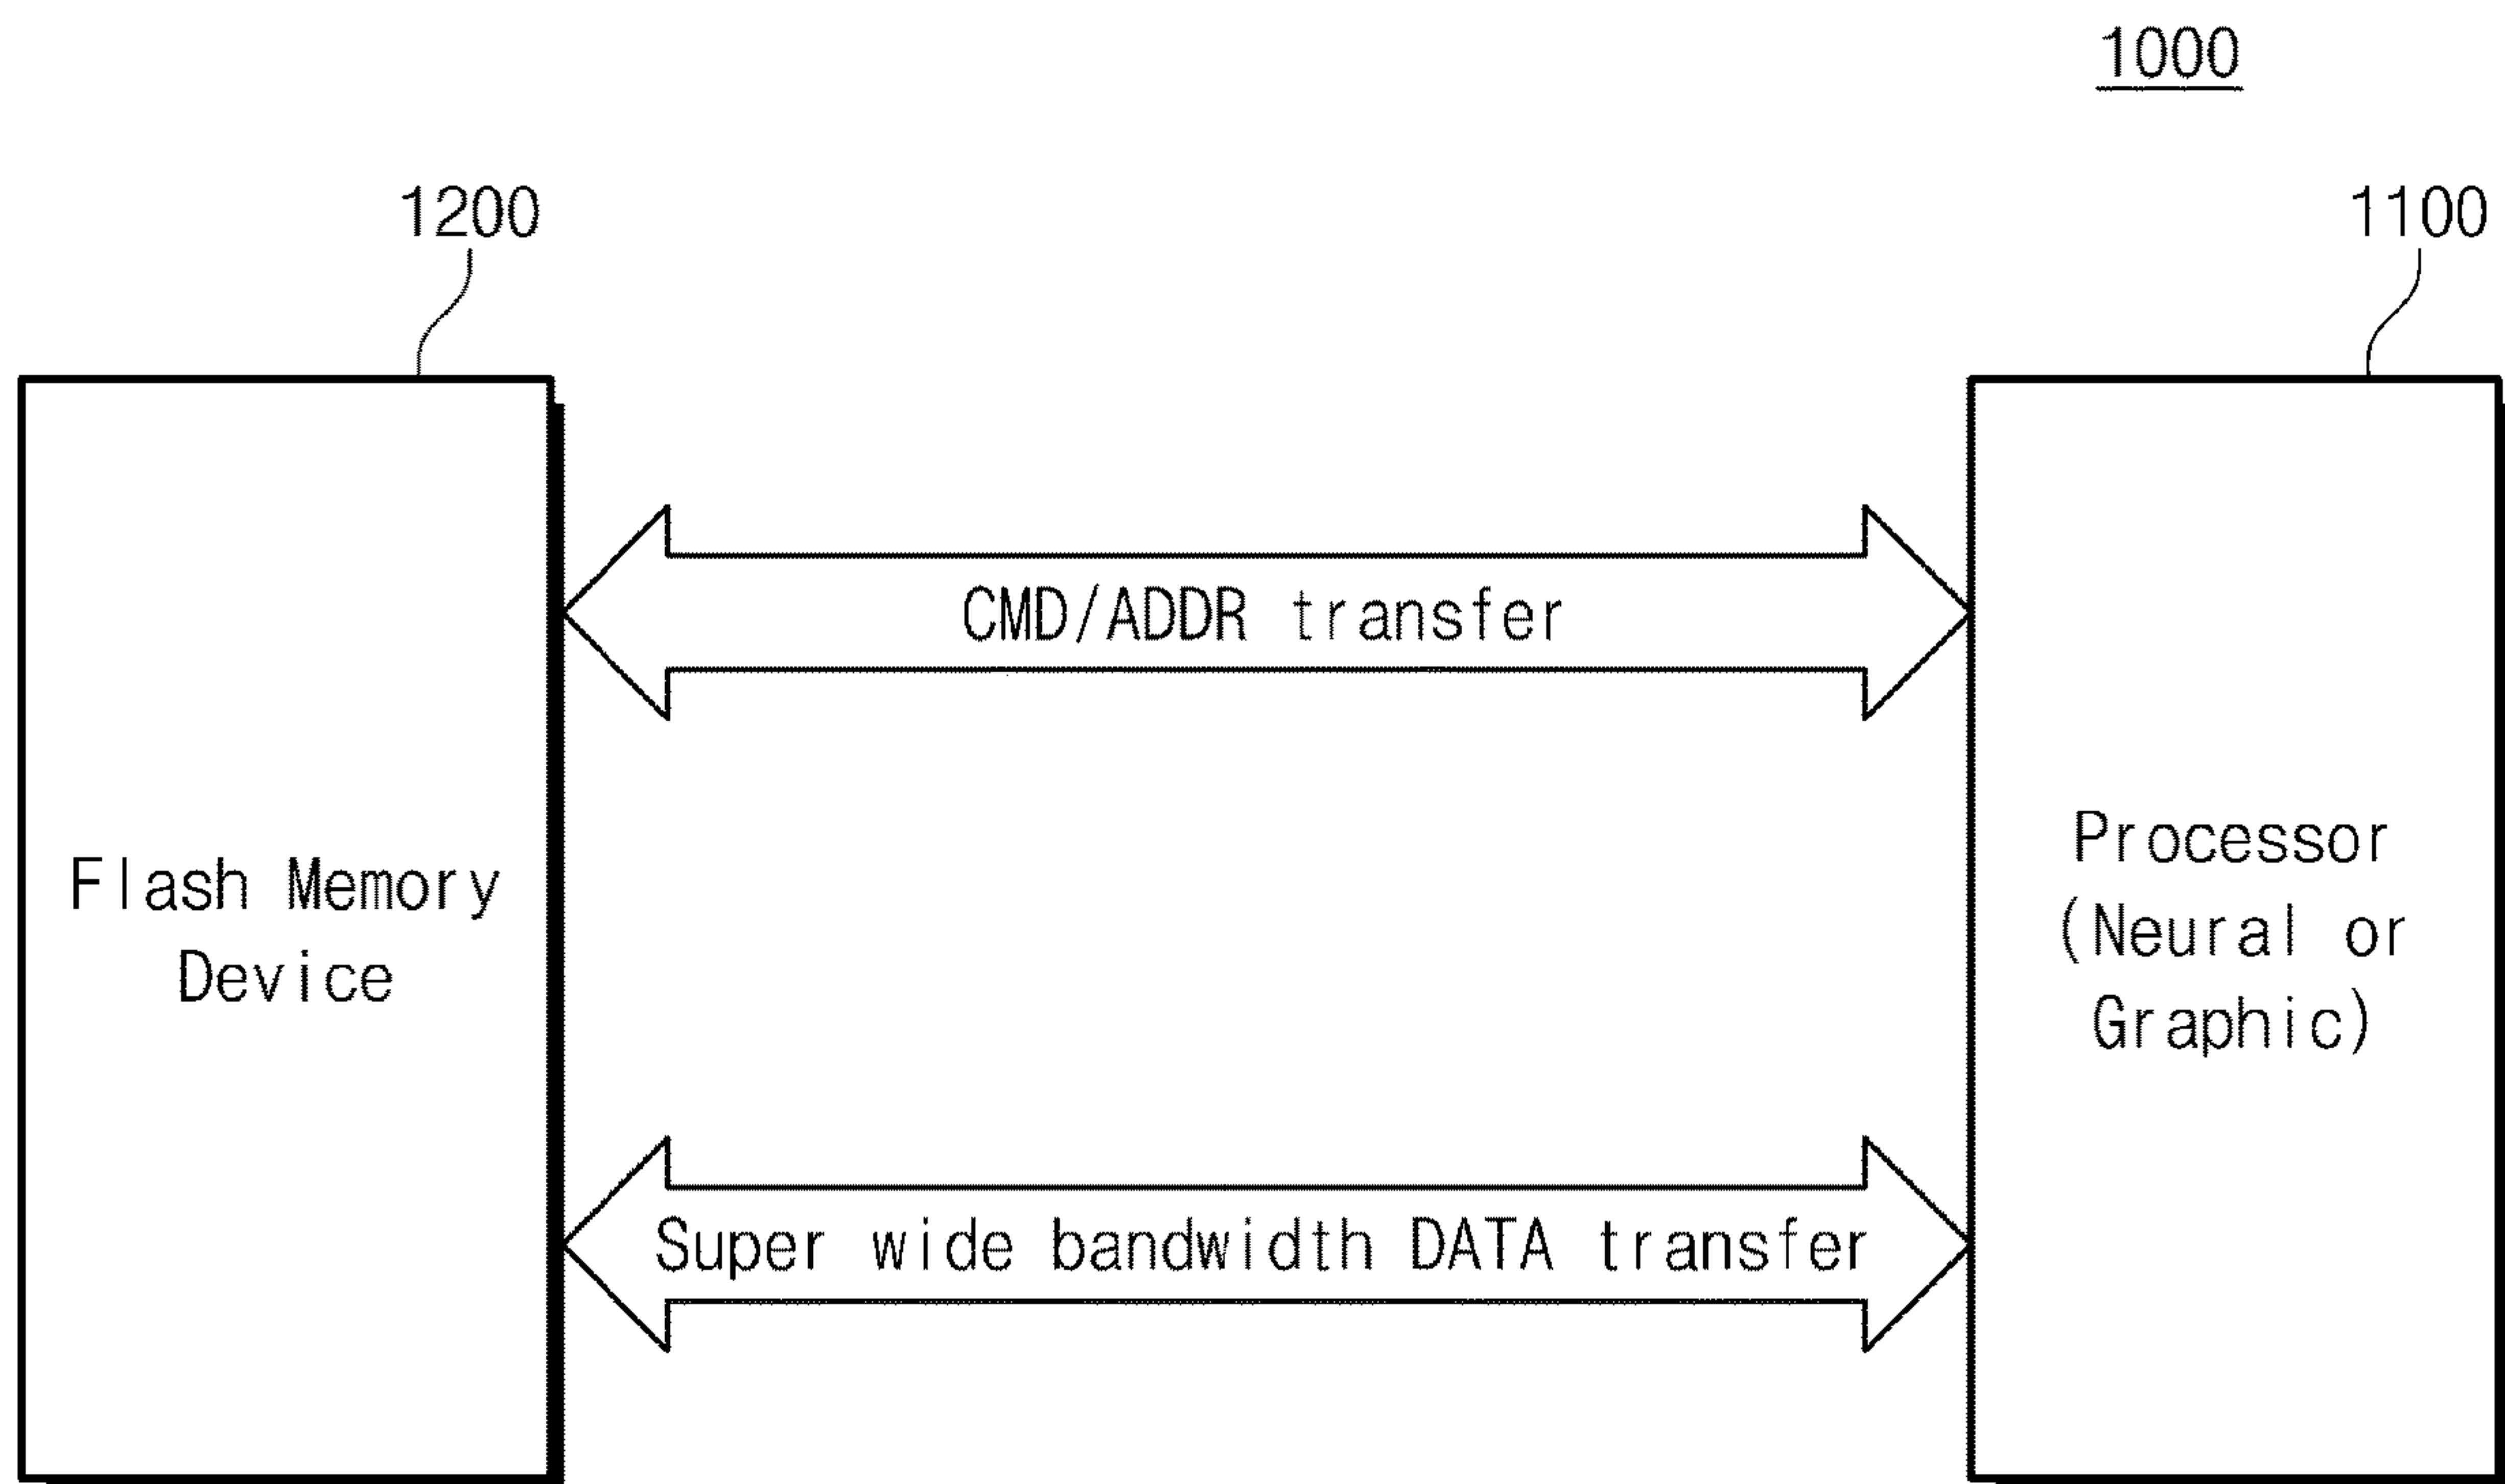 1000
1200
1100
CMD/ADDR transfer
Flash Memory
Device
Processor
(Neural or
Graphic)
Super wide bandwidth DATA transfer